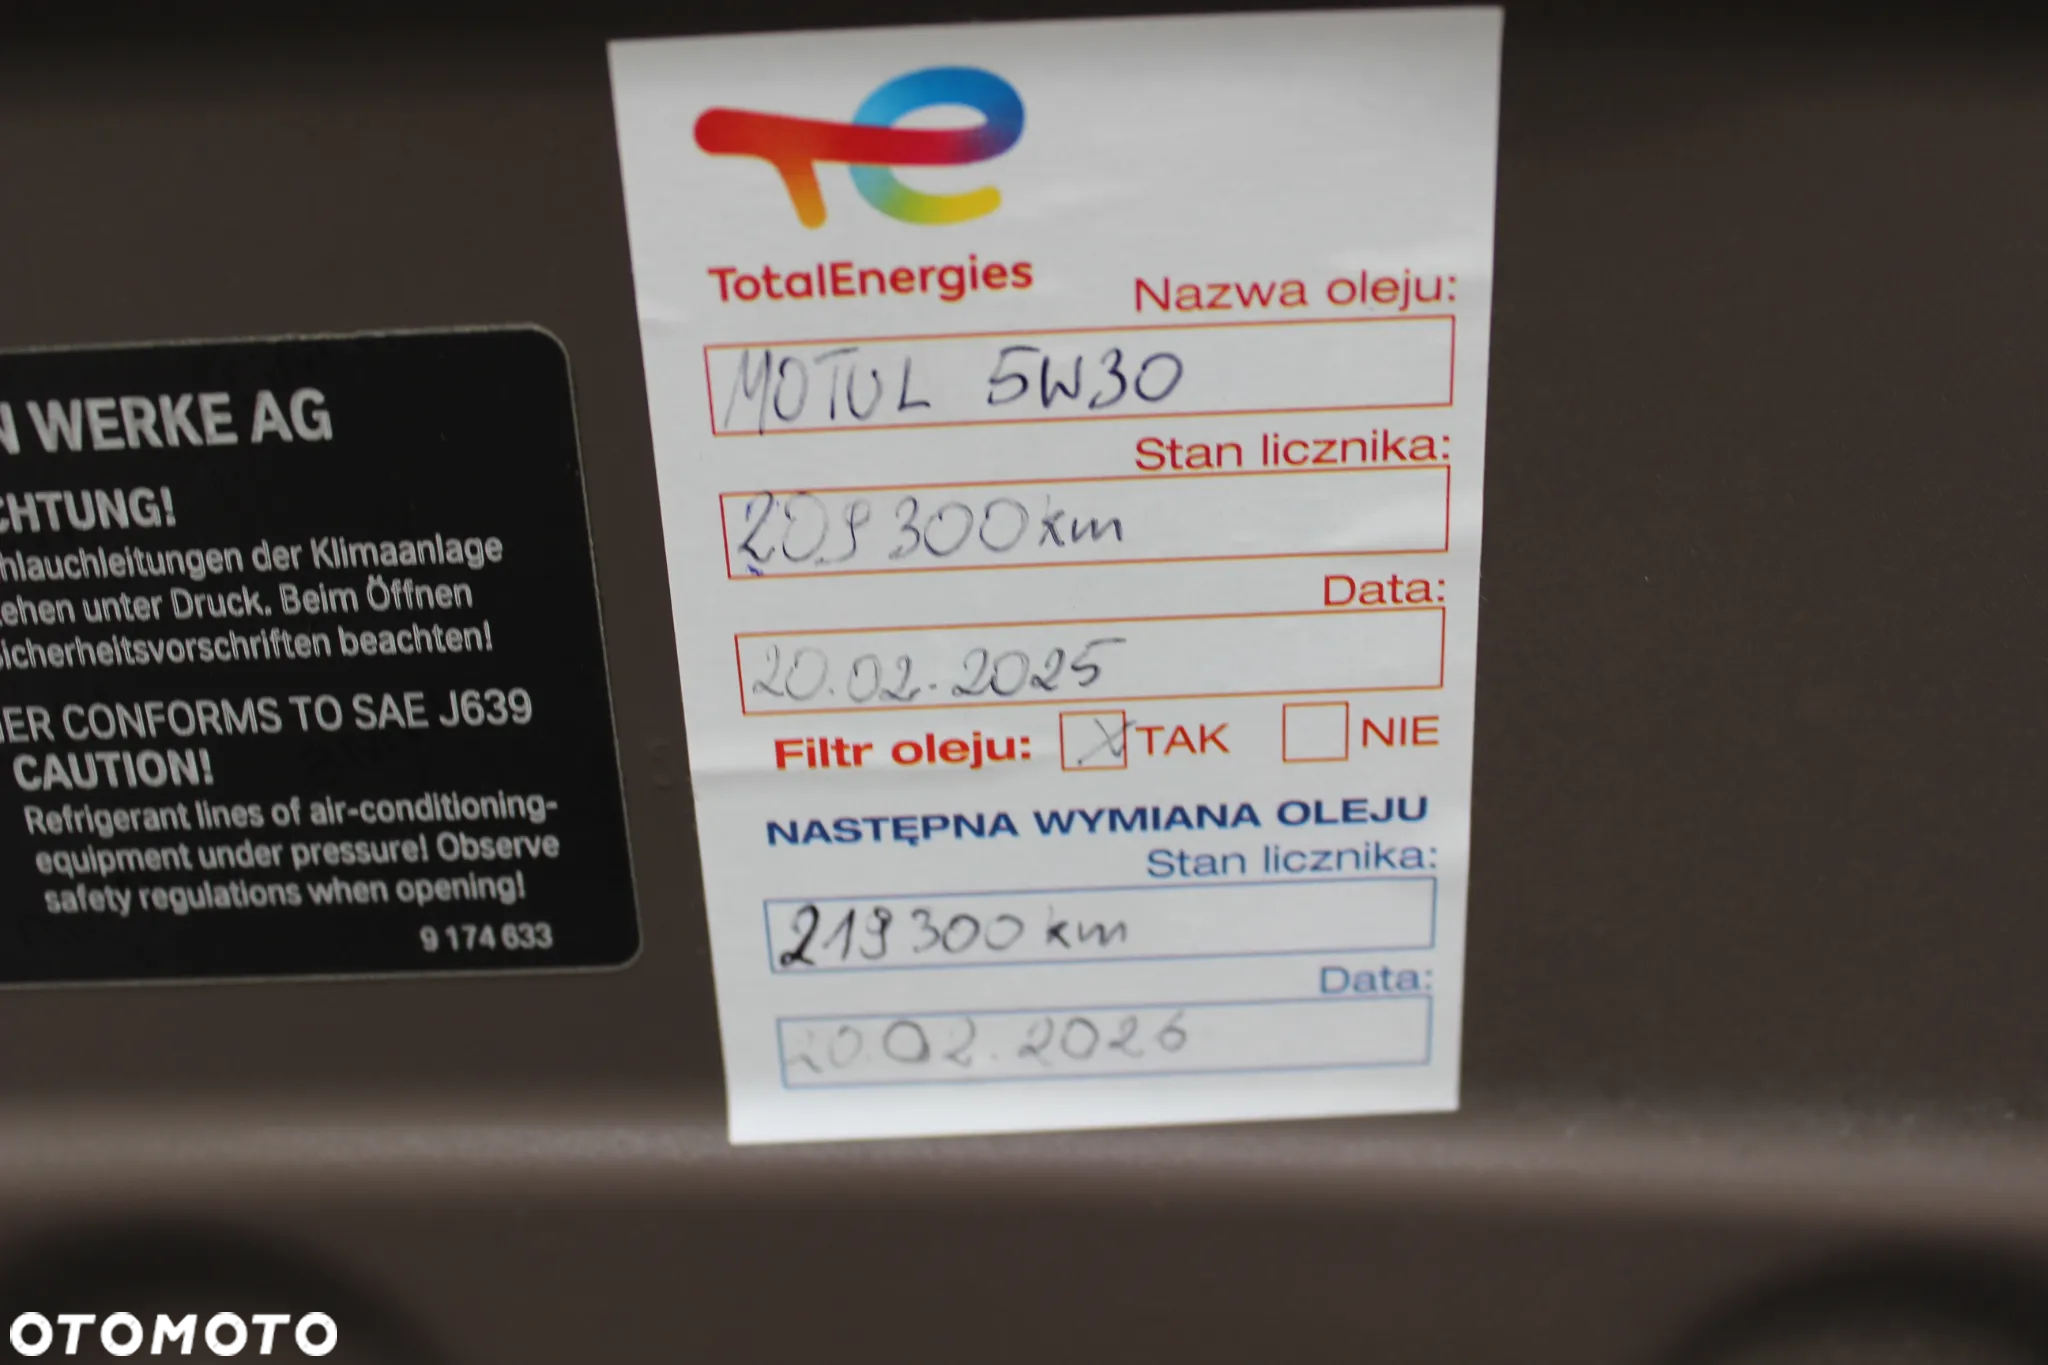 N WERKE AG
CHTUNG!
hlauchleitungen der Klimaanlage
ehen unter Druck. Beim Öffnen
icherheitsvorschriften beachten!
ER CONFORMS TO SAE J639
CAUTION!
Refrigerant lines of air-conditioning-
equipment under pressure! Observe
safety regulations when opening!
9 174 633
TotalEnergies
Nazwa oleju:
MOTUL 5W30
Stan licznika:
209 300 km
Data:
20.02.2025
Filtr oleju: X TAK NIE
NASTĘPNA WYMIANA OLEJU
Stan licznika:
219 300 km
Data:
20.02.2026
OTOMOTO